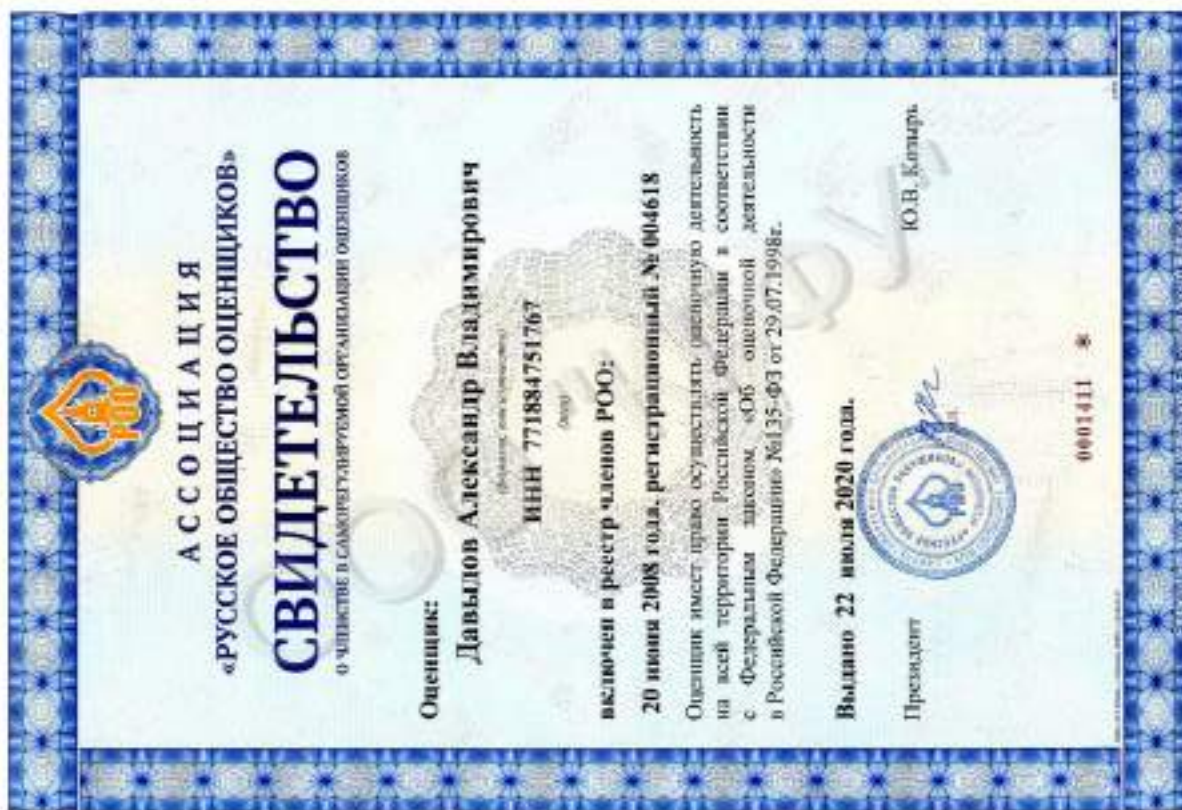 РОО
АССОЦИАЦИЯ
«РУССКОЕ ОБЩЕСТВО ОЦЕНЩИКОВ»
СВИДЕТЕЛЬСТВО
О ЧЛЕНСТВЕ В САМОРЕГУЛИРУЕМОЙ ОРГАНИЗАЦИИ ОЦЕНЩИКОВ
Оценщик:
Давыдов Александр Владимирович
ИНН 771884751767
включен в реестр членов РОО:
20 июня 2008 года, регистрационный № 004618
Оценщик имеет право осуществлять оценочную деятельность
на всей территории Российской Федерации в соответствии
с Федеральным законом «Об оценочной деятельности
в Российской Федерации» №135-ФЗ от 29.07.1998г.
Выдано 22 июля 2020 года.
Президент
Ю.В. Козырь
0001411 *